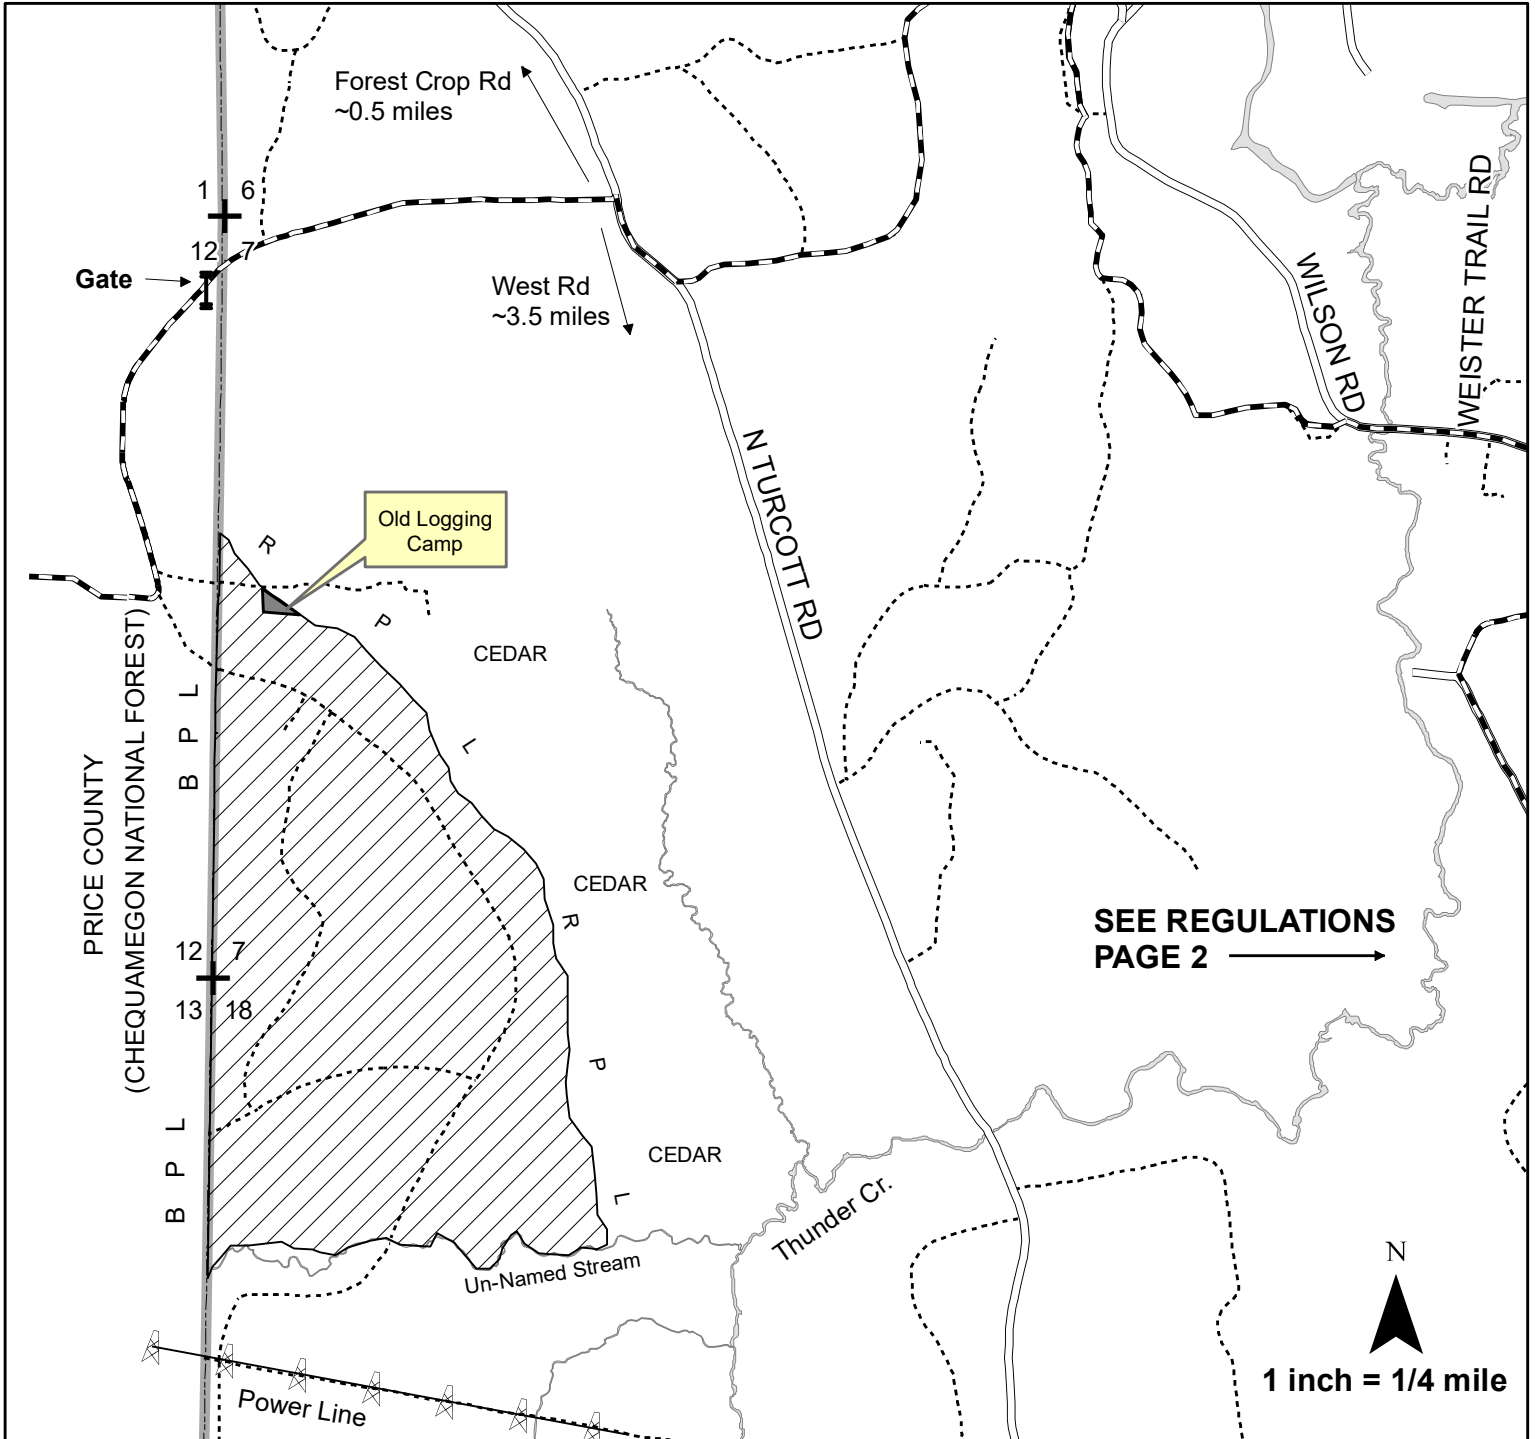 Forest Crop Rd
~0.5 miles
1 6
12 7
Gate
West Rd
~3.5 miles
WILSON RD
WEISTER TRAIL RD
N TURCOTT RD
Old Logging
Camp
R
P
L
R
P
L
CEDAR
CEDAR
CEDAR
B P L
B P L
PRICE COUNTY
(CHEQUAMEGON NATIONAL FOREST)
12 7
13 18
SEE REGULATIONS
PAGE 2
Thunder Cr.
Un-Named Stream
Power Line
N
1 inch = 1/4 mile